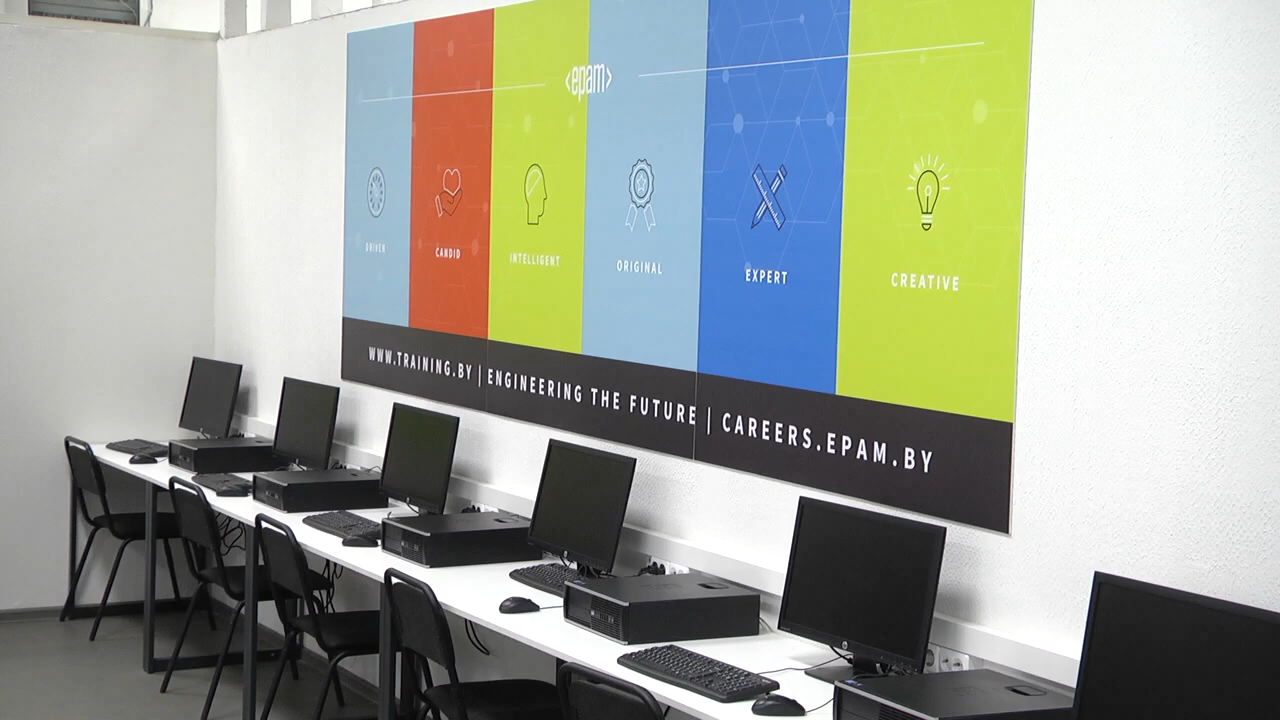 <epam>
DRIVEN
CANDID
INTELLIGENT
ORIGINAL
EXPERT
CREATIVE
WWW.TRAINING.BY | ENGINEERING THE FUTURE | CAREERS.EPAM.BY